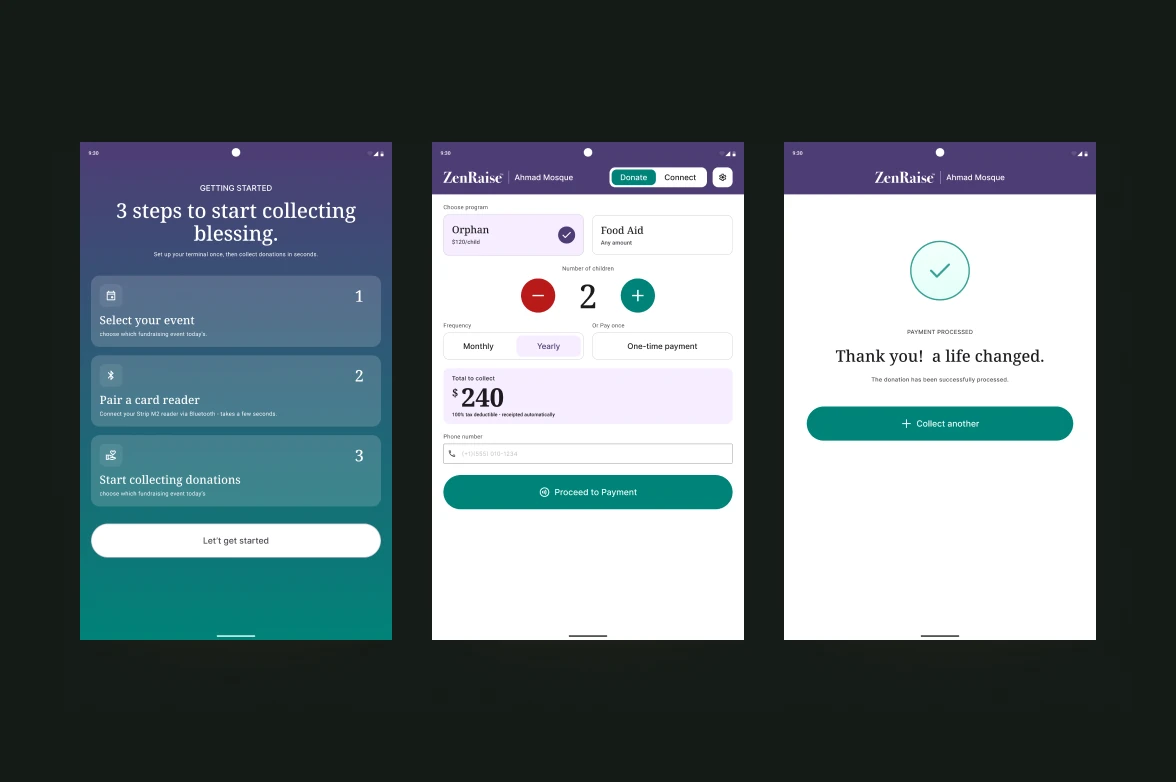 9:30
GETTING STARTED
3 steps to start collecting
blessing.
Set up your terminal once, then collect donations in seconds.
1
Select your event
choose which fundraising event today's.
2
Pair a card reader
Connect your Strip M2 reader via Bluetooth - takes a few seconds.
3
Start collecting donations
choose which fundraising event today's
Let's get started
9:30
ZenRaise Ahmad Mosque Donate Connect
Choose program
Orphan
$120/child
Food Aid
Any amount
Number of children
2
Frequency Or Pay once
Monthly Yearly One-time payment
Total to collect
$ 240
100% tax deductible - receipted automatically
Phone number
(+1)(555) 010-1234
Proceed to Payment
9:30
ZenRaise Ahmad Mosque
PAYMENT PROCESSED
Thank you!  a life changed.
The donation has been successfully processed.
Collect another